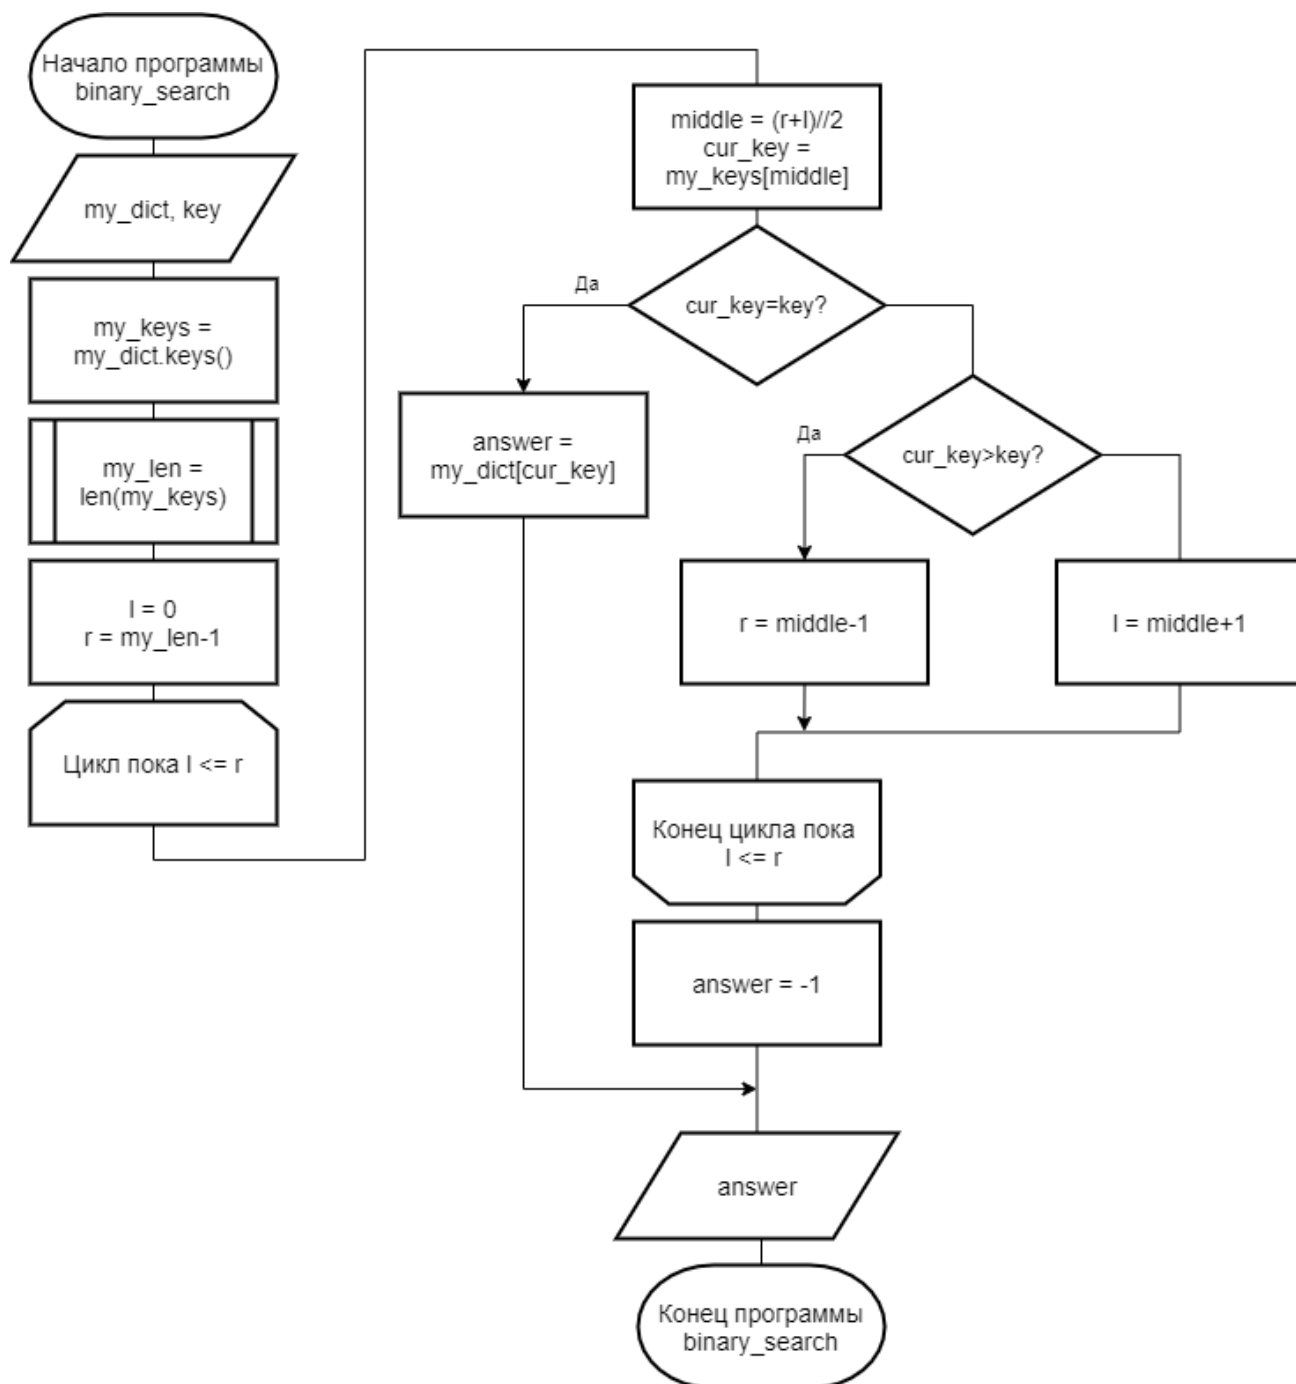 Начало программы
binary_search
my_dict, key
my_keys =
my_dict.keys()
my_len =
len(my_keys)
l = 0
r = my_len-1
Цикл пока l <= r
middle = (r+l)//2
cur_key =
my_keys[middle]
cur_key=key?
Да
answer =
my_dict[cur_key]
cur_key>key?
Да
r = middle-1
l = middle+1
Конец цикла пока
l <= r
answer = -1
answer
Конец программы
binary_search